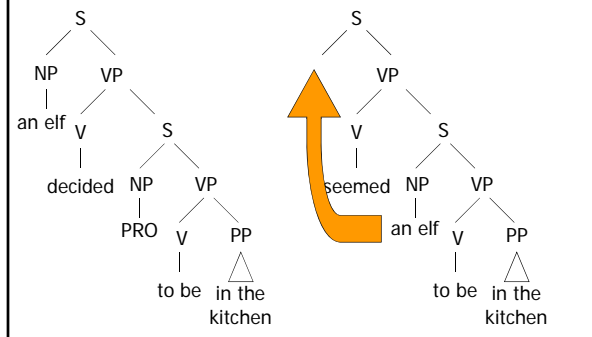 S
NP VP
an elf V S
decided NP VP
PRO V PP
to be in the
kitchen
S
VP
V S
seemed NP VP
an elf V PP
to be in the
kitchen